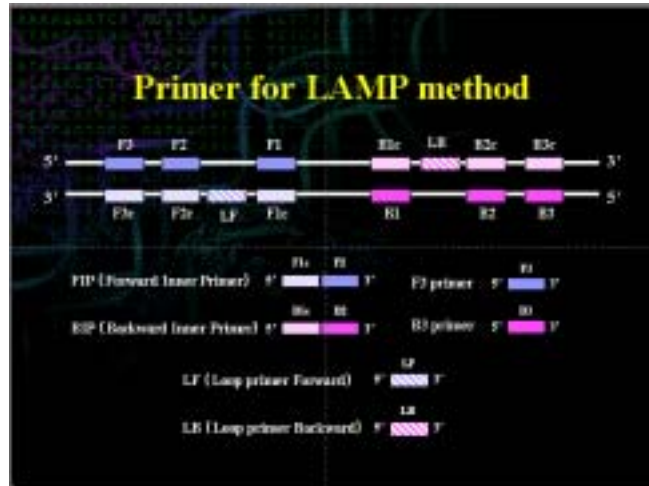 Primer for LAMP method
F3 F2 F1 B1c LB B2c B3c
5' 3'
3' 5'
F3c F2c LF F1c B1 B2 B3
F1c F2 F3
FIP (Forward Inner Primer) 5' 3' F3 primer 5' 3'
B1c B2 B3
BIP (Backward Inner Primer) 5' 3' B3 primer 5' 3'
LF
LF (Loop primer Forward) 5' 3'
LB
LB (Loop primer Backward) 5' 3'